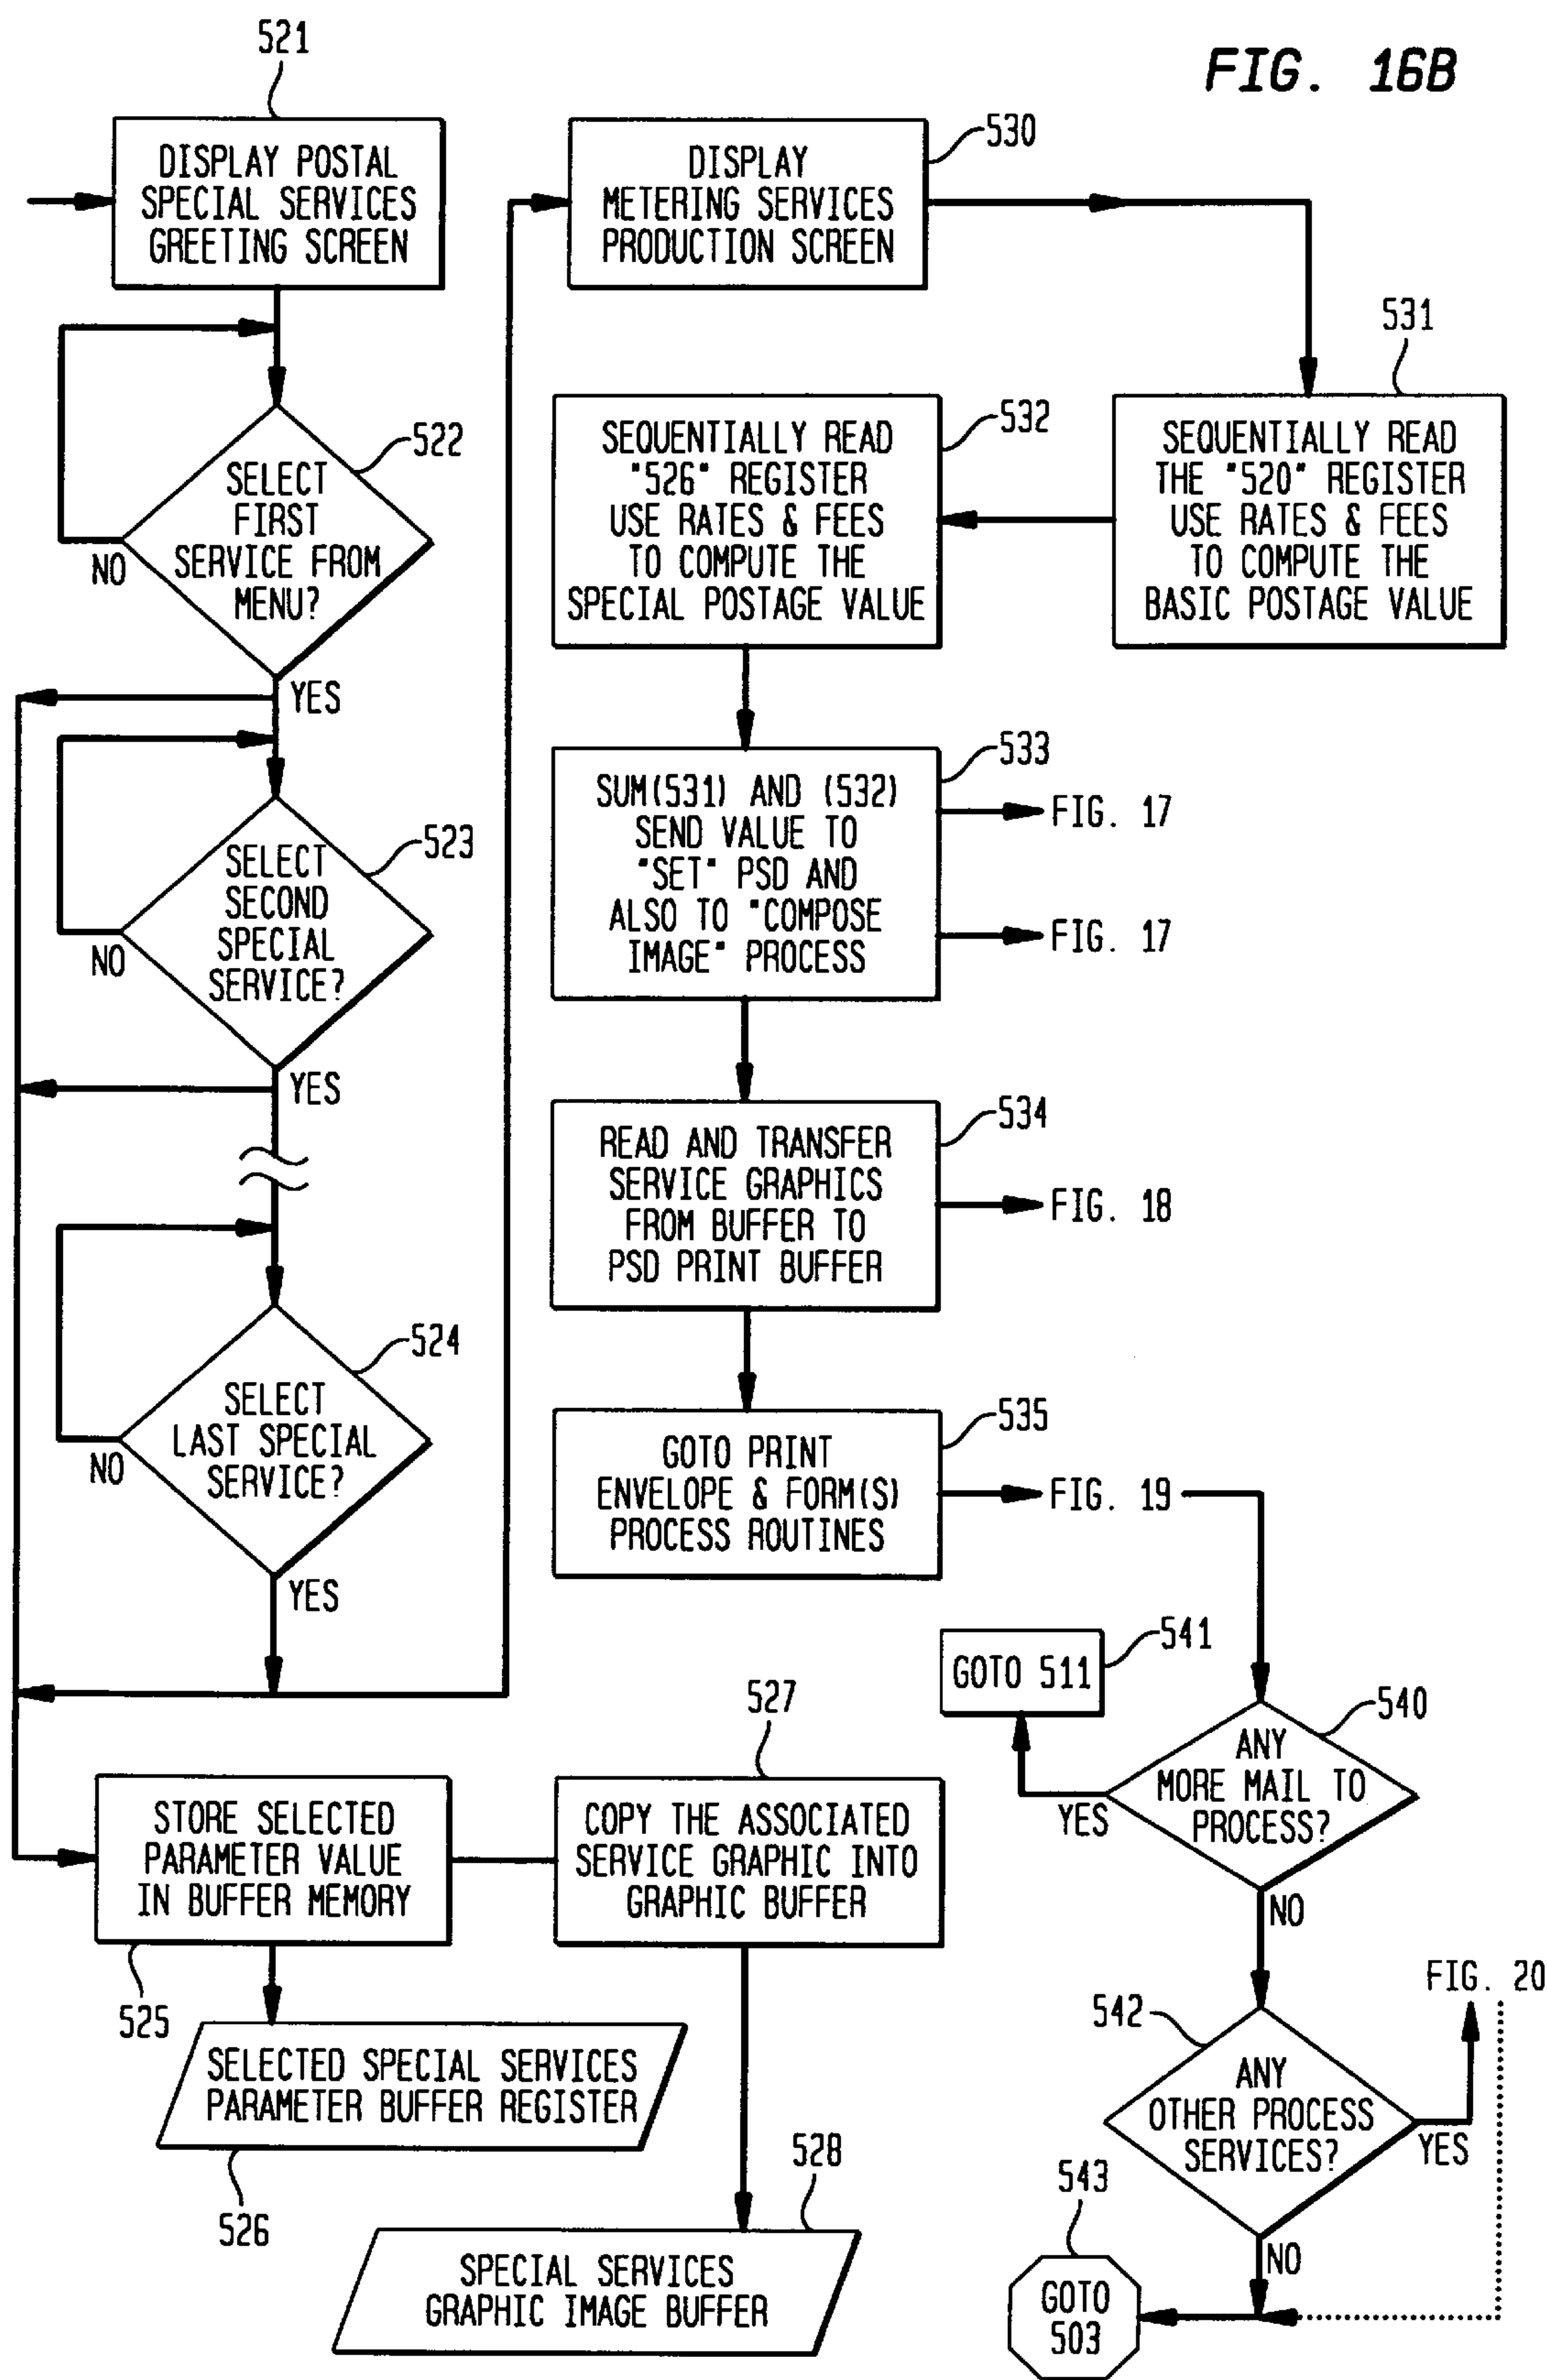 FIG. 16B
521
DISPLAY POSTAL
SPECIAL SERVICES
GREETING SCREEN
522
SELECT
FIRST
SERVICE FROM
MENU?
NO
YES
523
SELECT
SECOND
SPECIAL
SERVICE?
NO
YES
524
SELECT
LAST SPECIAL
SERVICE?
NO
YES
STORE SELECTED
PARAMETER VALUE
IN BUFFER MEMORY
525
SELECTED SPECIAL SERVICES
PARAMETER BUFFER REGISTER
526
527
COPY THE ASSOCIATED
SERVICE GRAPHIC INTO
GRAPHIC BUFFER
528
SPECIAL SERVICES
GRAPHIC IMAGE BUFFER
530
DISPLAY
METERING SERVICES
PRODUCTION SCREEN
531
SEQUENTIALLY READ
THE "520" REGISTER
USE RATES & FEES
TO COMPUTE THE
BASIC POSTAGE VALUE
532
SEQUENTIALLY READ
"526" REGISTER
USE RATES & FEES
TO COMPUTE THE
SPECIAL POSTAGE VALUE
533
SUM(531) AND (532)
SEND VALUE TO
"SET" PSD AND
ALSO TO "COMPOSE
IMAGE" PROCESS
FIG. 17
FIG. 17
534
READ AND TRANSFER
SERVICE GRAPHICS
FROM BUFFER TO
PSD PRINT BUFFER
FIG. 18
535
GOTO PRINT
ENVELOPE & FORM(S)
PROCESS ROUTINES
FIG. 19
541
GOTO 511
540
ANY
MORE MAIL TO
PROCESS?
YES
NO
542
ANY
OTHER PROCESS
SERVICES?
YES
FIG. 20
NO
543
GOTO
503